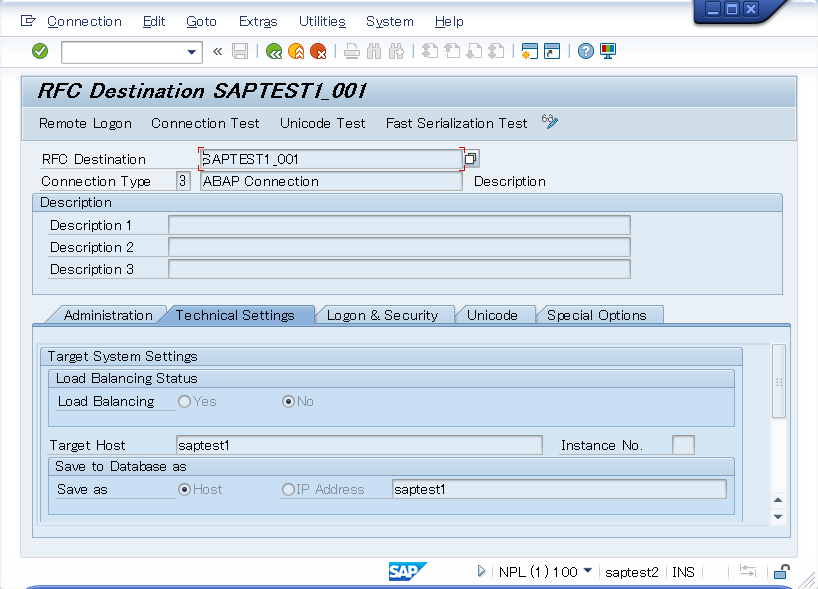 Connection Edit Goto Extras Utilities System Help
RFC Destination SAPTEST1_001
Remote Logon Connection Test Unicode Test Fast Serialization Test
RFC Destination SAPTEST1_001
Connection Type 3 ABAP Connection Description
Description
Description 1
Description 2
Description 3
Administration Technical Settings Logon & Security Unicode Special Options
Target System Settings
Load Balancing Status
Load Balancing Yes No
Target Host saptest1 Instance No.
Save to Database as
Save as Host IP Address saptest1
SAP NPL (1) 100 saptest2 INS